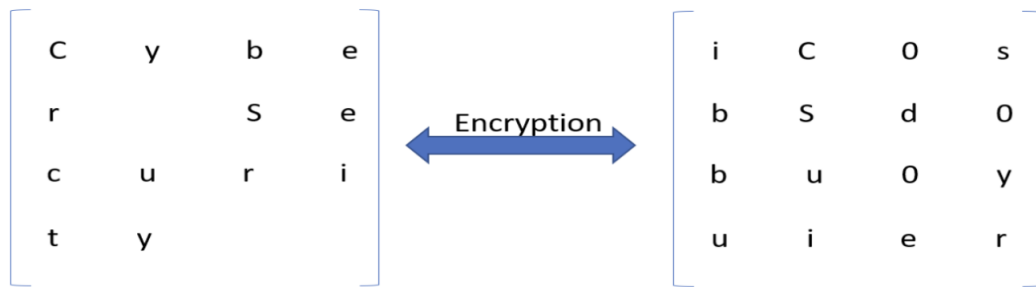 C y b e
r S e
c u r i
t y
Encryption
i C 0 s
b S d 0
b u 0 y
u i e r